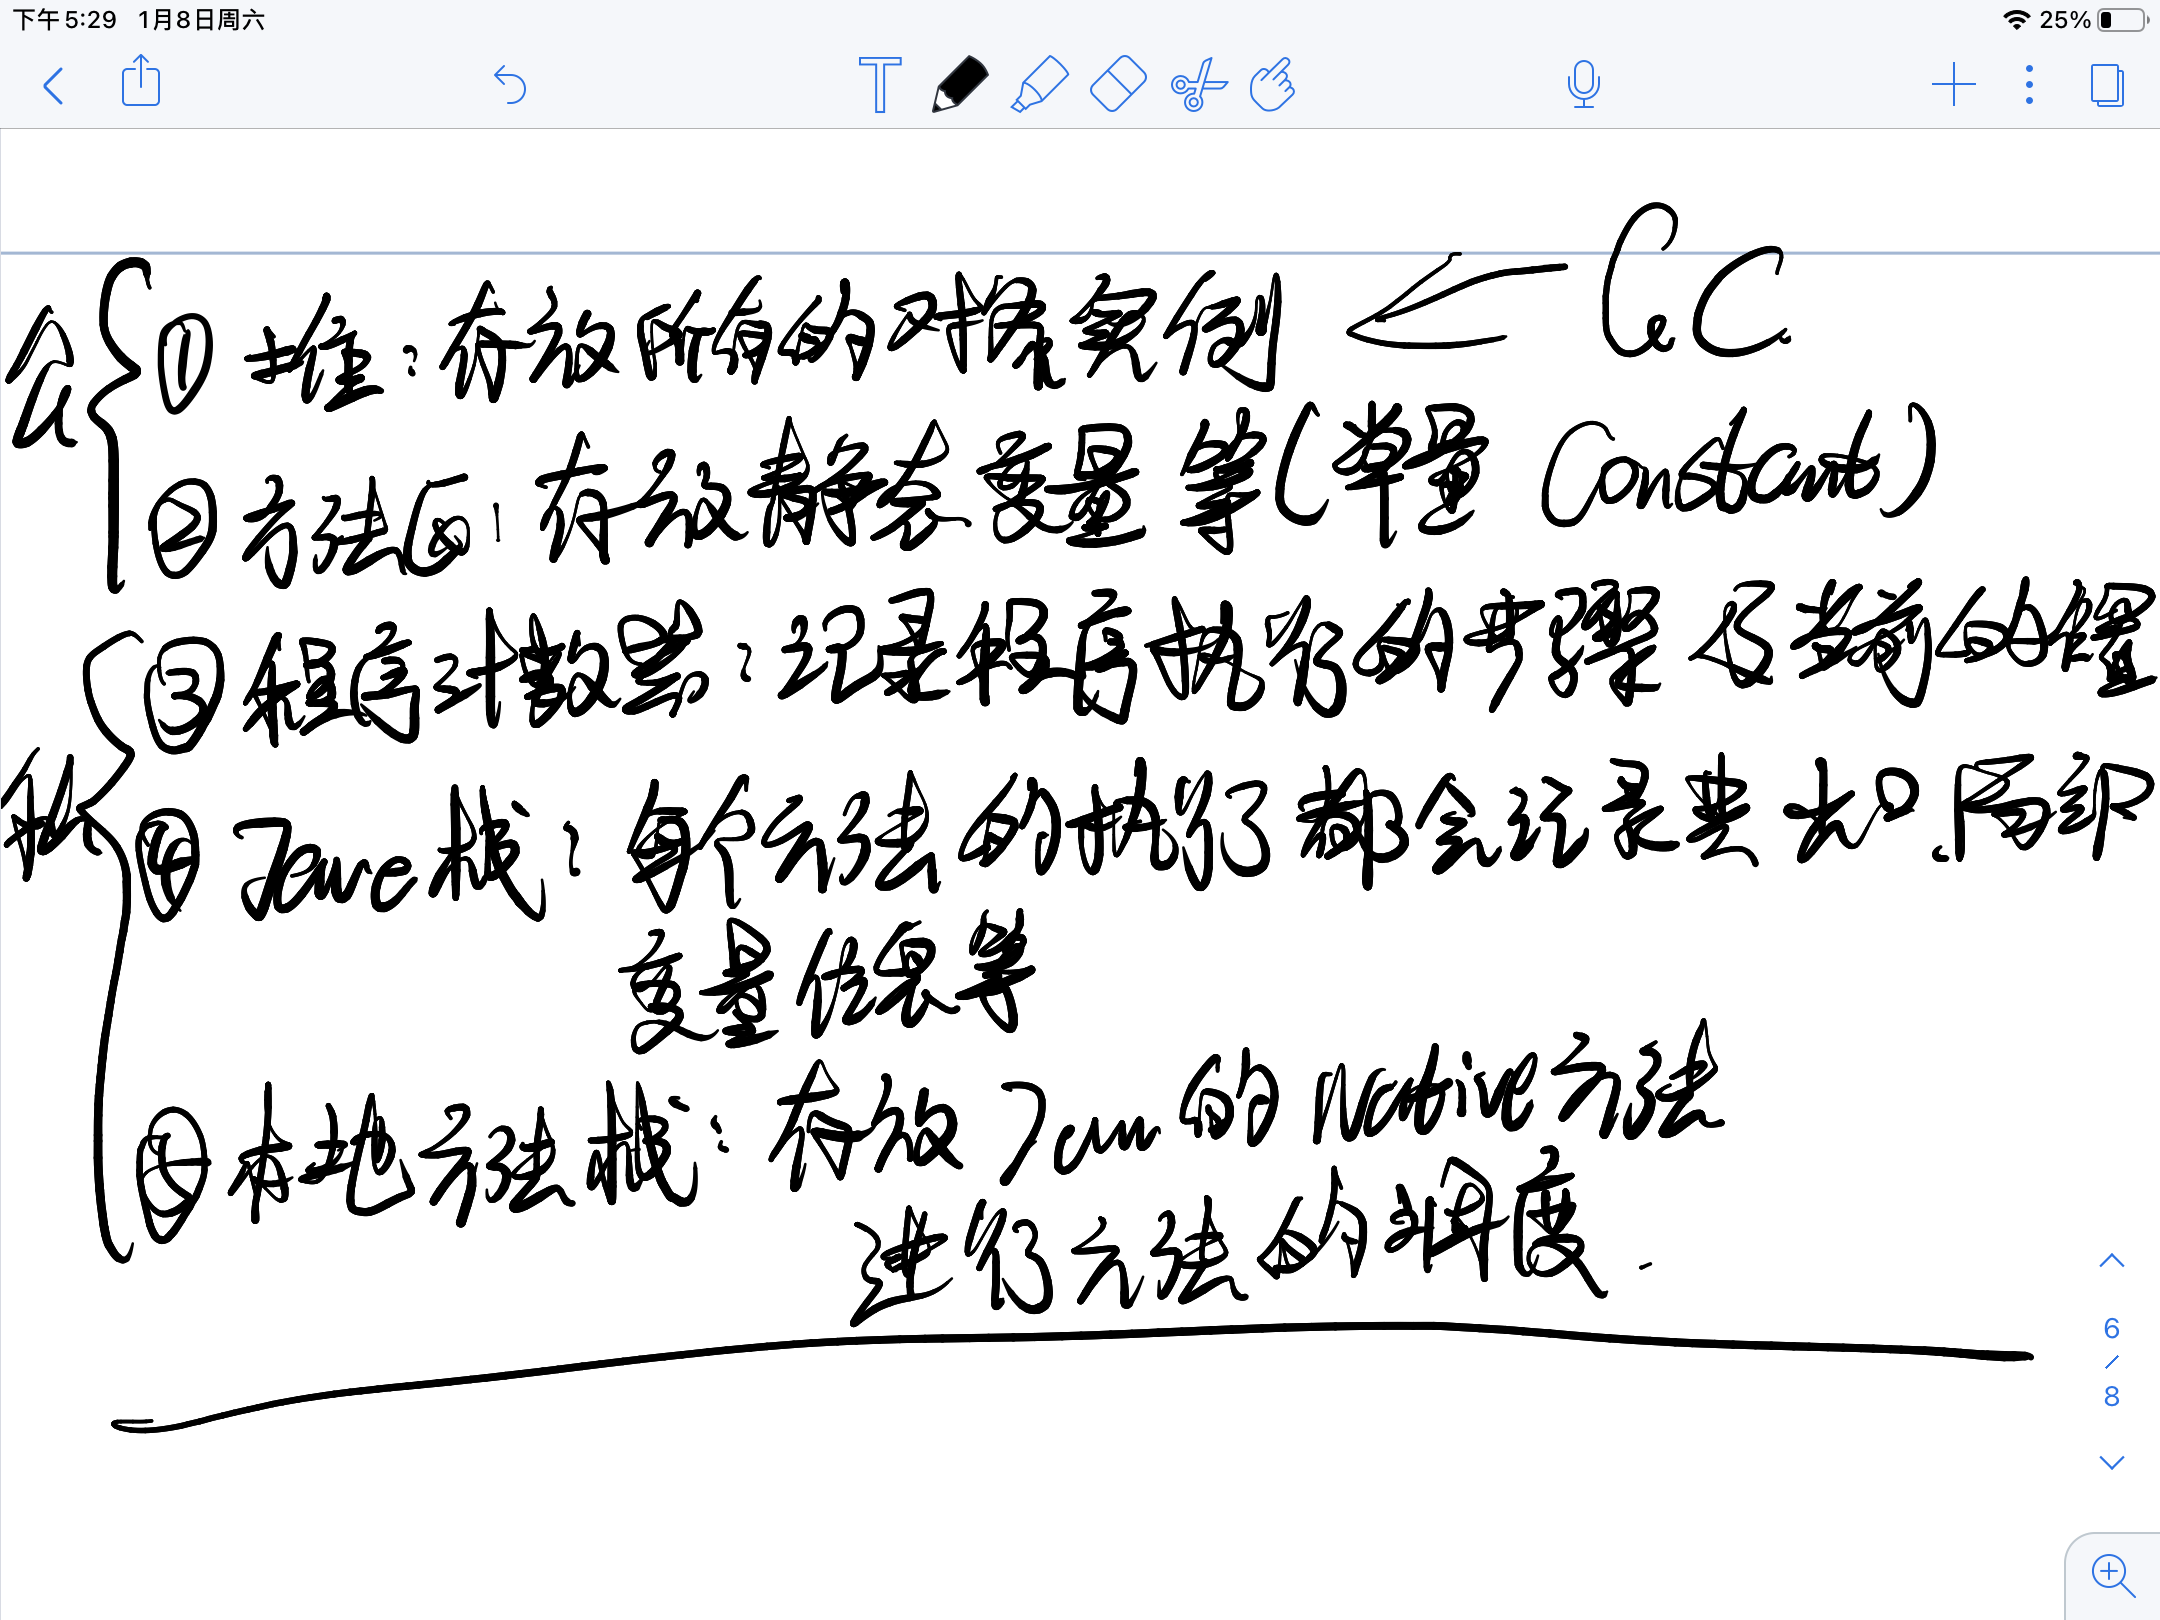 下午5:29 1月8日周六 25%
GC
公 ①堆：存放所有的对象实例
②方法区：存放静态变量等(常量 Constant)
③程序计数器：记录程序执行的步骤及当前的位置
私 ④Java栈：每个方法的执行都会记录其出口.局部
变量信息等
⑤本地方法栈：存放Jvm的Native方法
进行方法的调度.
6
/
8